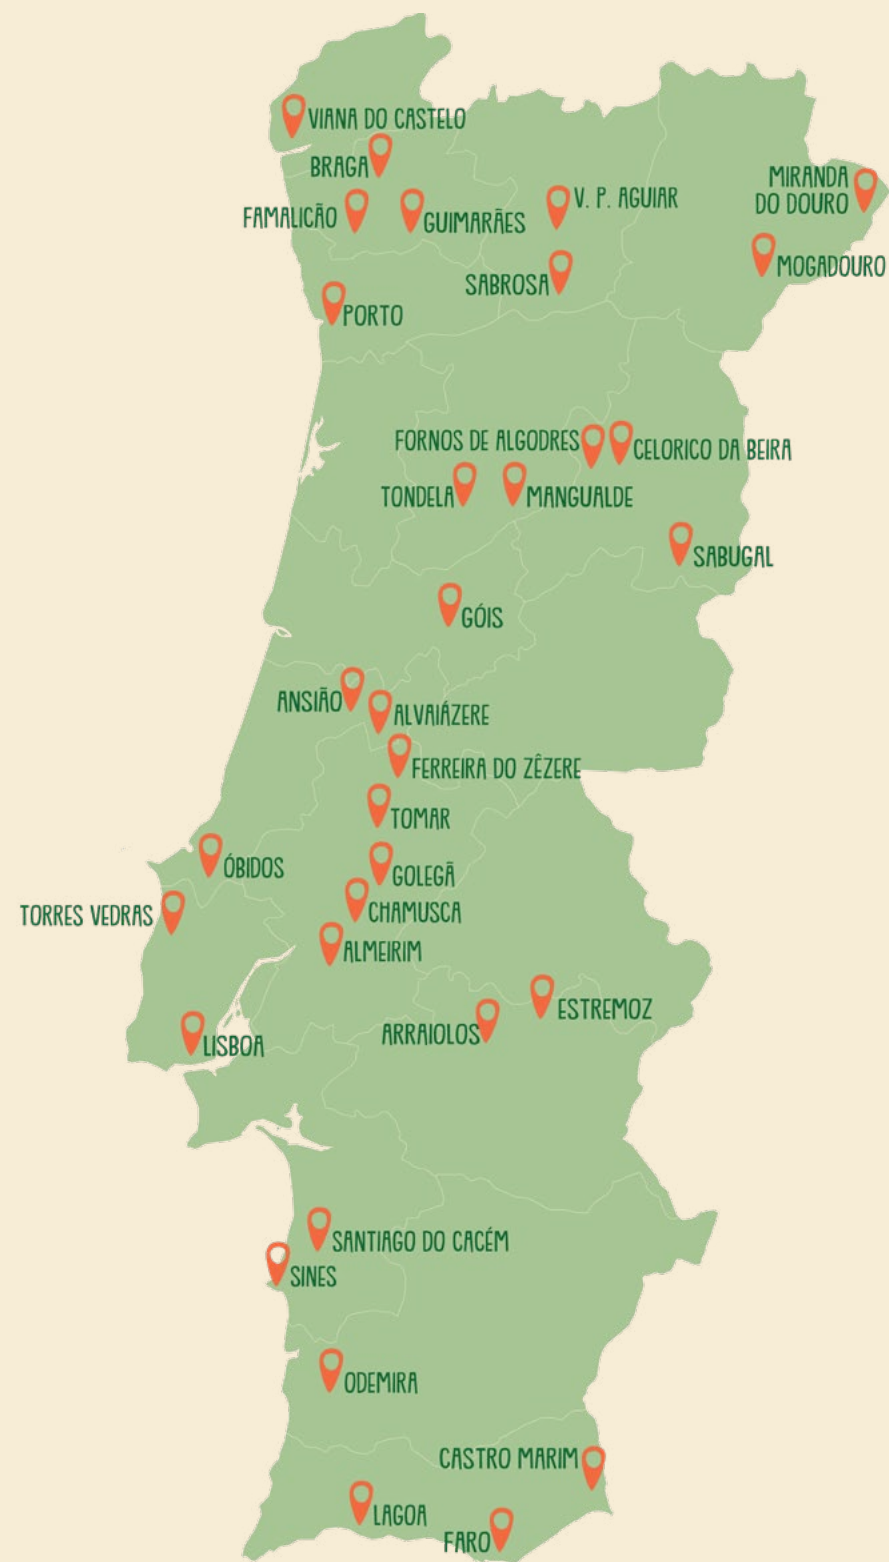 VIANA DO CASTELO
BRAGA
MIRANDA
DO DOURO
V. P. AGUIAR
FAMALICÃO
GUIMARÃES
MOGADOURO
SABROSA
PORTO
FORNOS DE ALGODRES
CELORICO DA BEIRA
TONDELA
MANGUALDE
SABUGAL
GÓIS
ANSIÃO
ALVAIÁZERE
FERREIRA DO ZÊZERE
TOMAR
ÓBIDOS
GOLEGÃ
CHAMUSCA
TORRES VEDRAS
ALMEIRIM
ESTREMOZ
ARRAIOLOS
LISBOA
SANTIAGO DO CACÉM
SINES
ODEMIRA
CASTRO MARIM
LAGOA
FARO